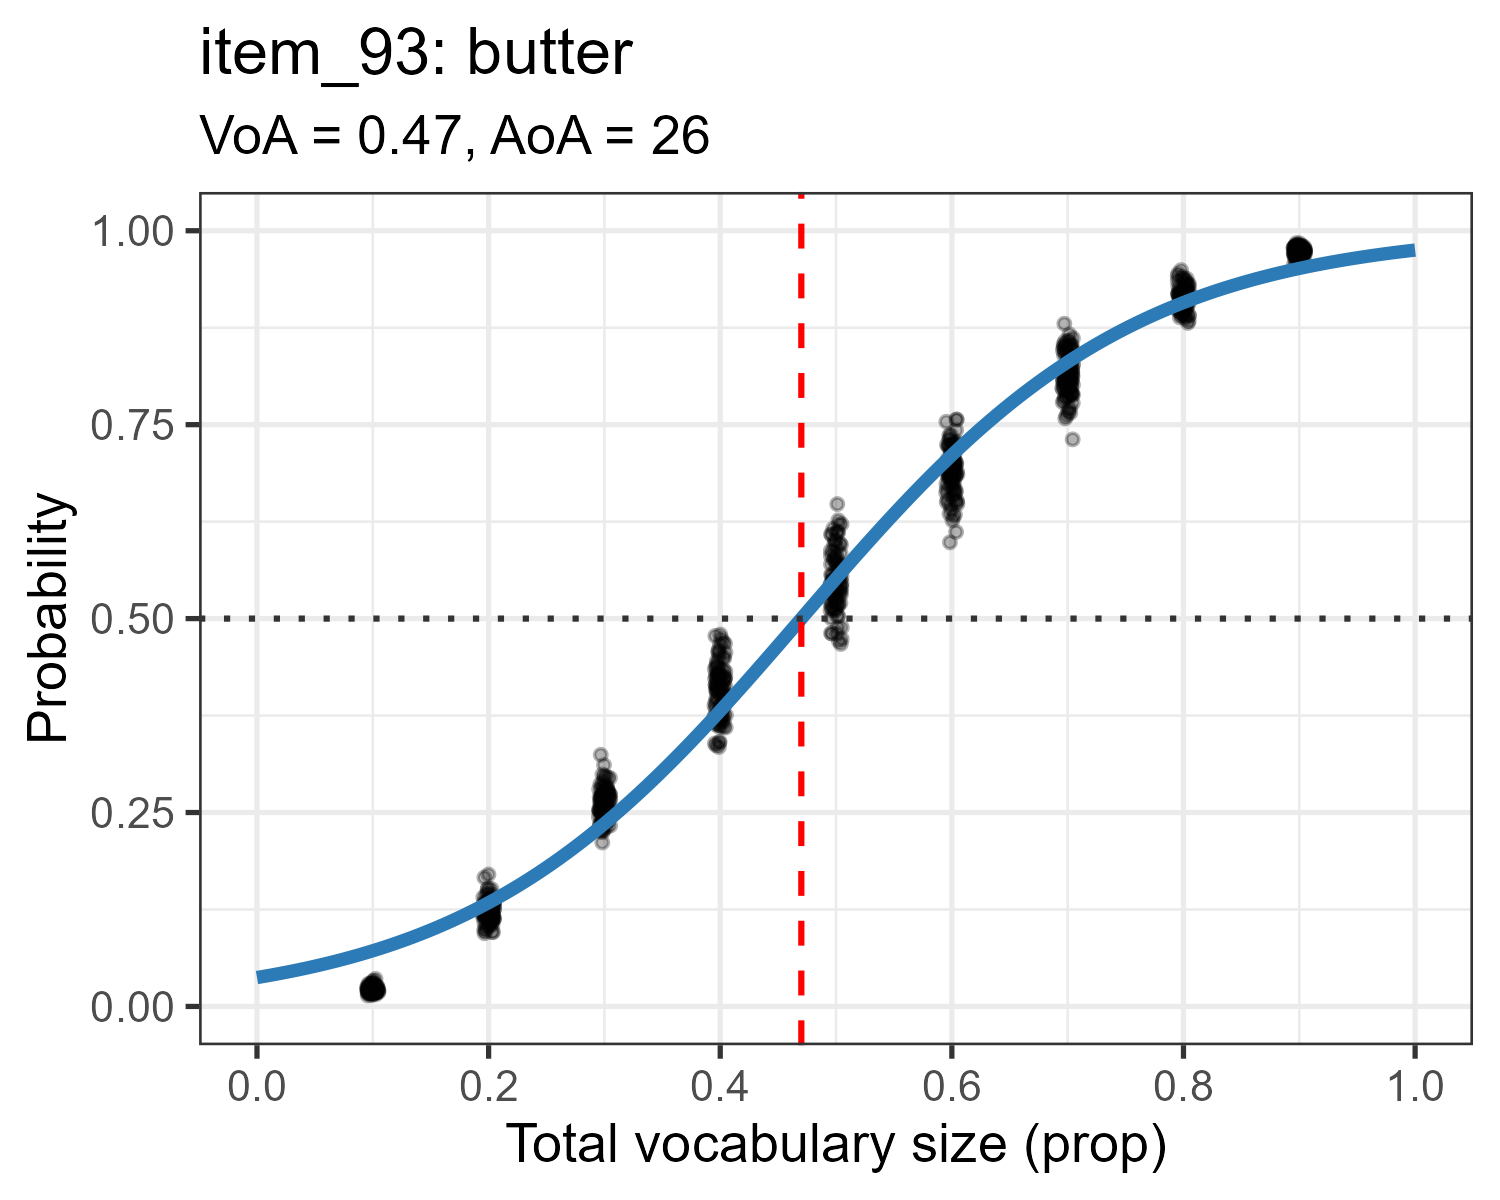 item_93: butter
VoA = 0.47, AoA = 26
1.00
0.75
0.50
0.25
0.00
Probability
0.0 0.2 0.4 0.6 0.8 1.0
Total vocabulary size (prop)